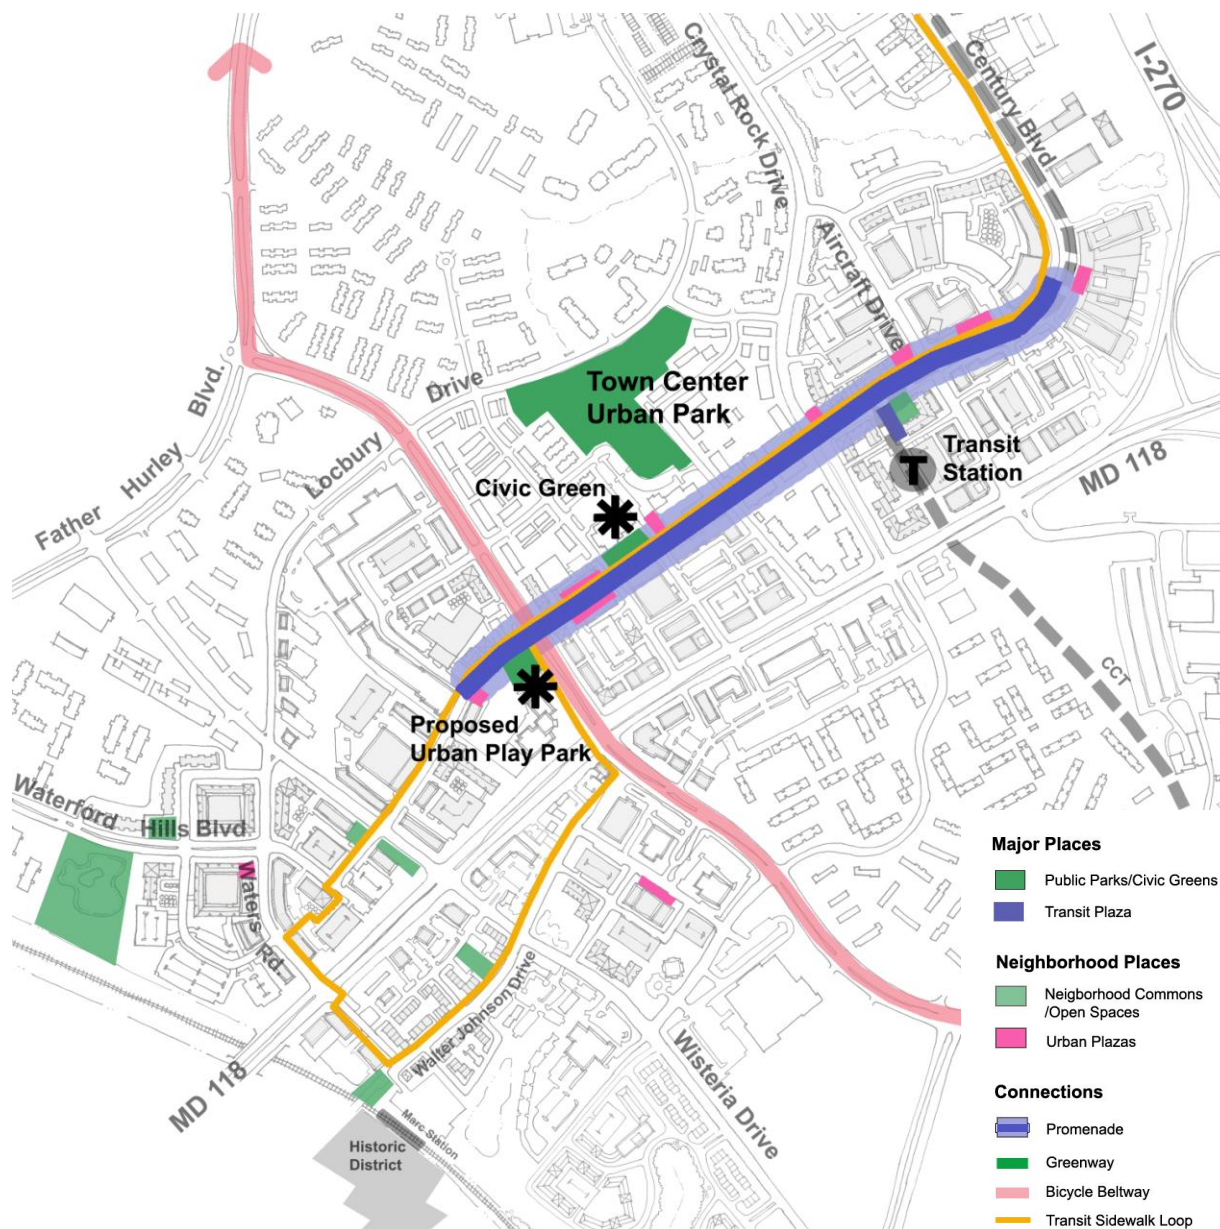 Crystal Rock Drive
Century Blvd
I-270
Aircraft Drive
Town Center
Urban Park
Drive
Blvd.
Hurley
Father
Locbury
Civic Green
Transit
Station
T
MD 118
CCT
Proposed
Urban Play Park
Waterford
Hills Blvd
Waters Rd.
Walter Johnson Drive
Wisteria Drive
MD 118
Marc Station
Historic
District
Major Places
Public Parks/Civic Greens
Transit Plaza
Neighborhood Places
Neigborhood Commons
/Open Spaces
Urban Plazas
Connections
Promenade
Greenway
Bicycle Beltway
Transit Sidewalk Loop